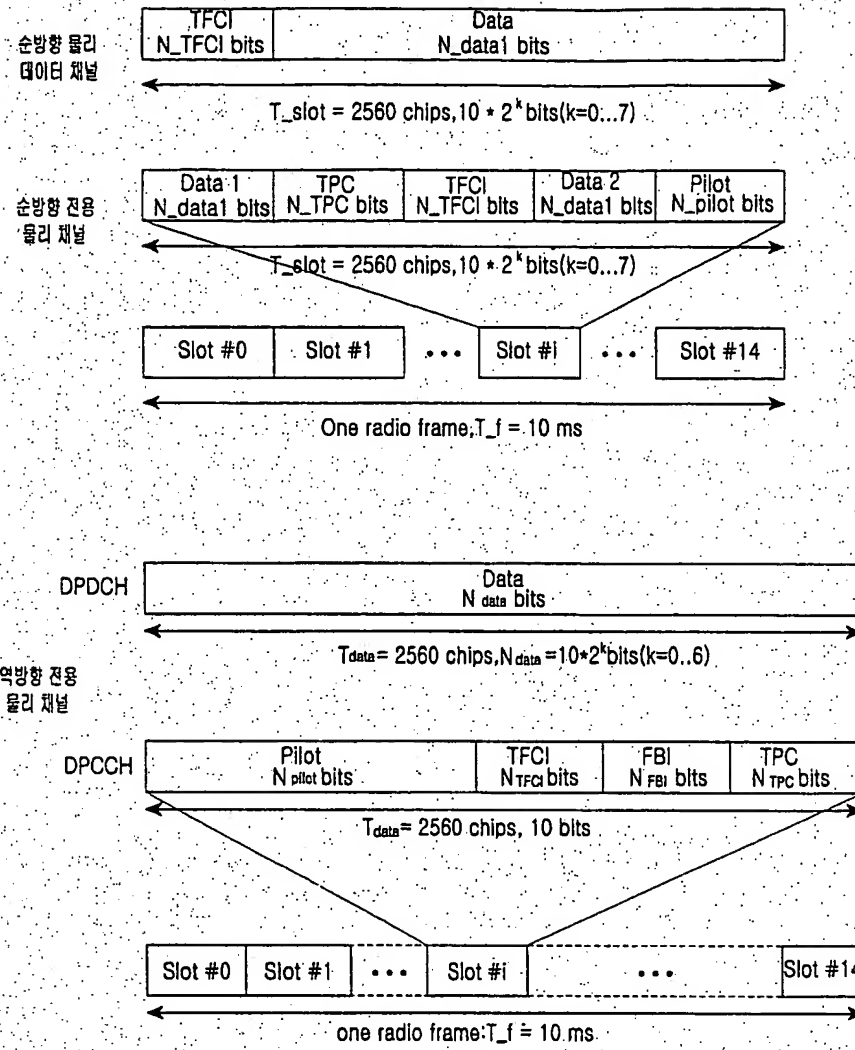 TFCI Data
N_TFCI bits N_data1 bits
순방향 물리
데이터 채널
T_slot = 2560 chips,10 * 2^k bits(k=0...7)
Data 1 TPC TFCI Data 2 Pilot
N_data1 bits N_TPC bits N_TFCI bits N_data1 bits N_pilot bits
순방향 전용
물리 채널
T_slot = 2560 chips,10 * 2^k bits(k=0...7)
Slot #0 Slot #1 ••• Slot #i ••• Slot #14
One radio frame,T_f = 10 ms
DPDCH Data
N data bits
Tdata= 2560 chips,N data =10*2^k bits(k=0..6)
역방향 전용
물리 채널
DPCCH Pilot TFCI FBI TPC
N pilot bits N TFCI bits N FBI bits N TPC bits
Tdata= 2560 chips, 10 bits
Slot #0 Slot #1 ••• Slot #i ••• Slot #14
one radio frame:T_f = 10 ms